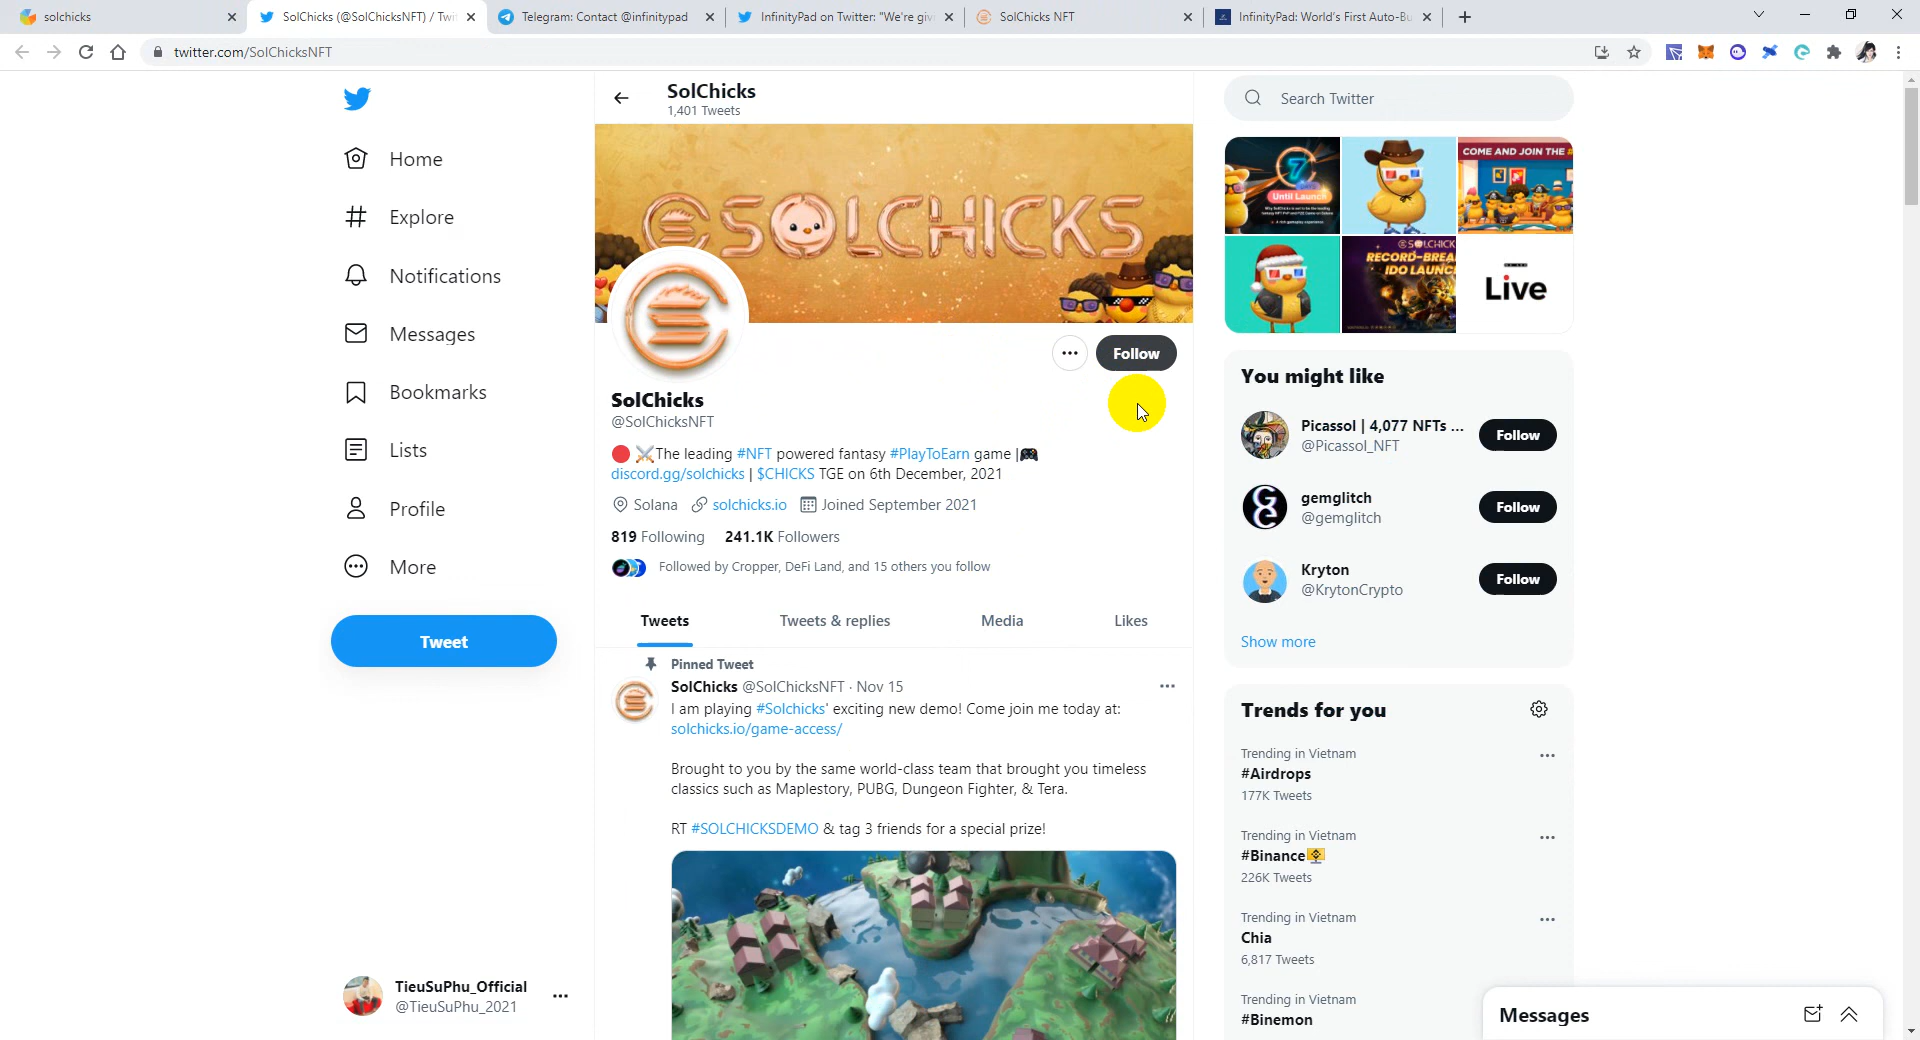 solchicks
SolChicks (@SolChicksNFT) / Twi
Telegram: Contact @infinitypad
InfinityPad on Twitter: "We're giv
SolChicks NFT
InfinityPad: World's First Auto-Bu
twitter.com/SolChicksNFT
Home
Explore
Notifications
Messages
Bookmarks
Lists
Profile
More
Tweet
TieuSuPhu_Official
@TieuSuPhu_2021
SolChicks
1,401 Tweets
SOLCHICKS
Follow
SolChicks
@SolChicksNFT
🔴 ⚔️The leading #NFT powered fantasy #PlayToEarn game |🎮
discord.gg/solchicks | $CHICKS TGE on 6th December, 2021
Solana solchicks.io Joined September 2021
819 Following 241.1K Followers
Followed by Cropper, DeFi Land, and 15 others you follow
Tweets Tweets & replies Media Likes
Pinned Tweet
SolChicks @SolChicksNFT · Nov 15
I am playing #Solchicks' exciting new demo! Come join me today at:
solchicks.io/game-access/
Brought to you by the same world-class team that brought you timeless
classics such as Maplestory, PUBG, Dungeon Fighter, & Tera.
RT #SOLCHICKSDEMO & tag 3 friends for a special prize!
Search Twitter
7
Until Launch
COME AND JOIN THE
SOLCHICK
RECORD-BREA
IDO LAUNC
Live
You might like
Picassol | 4,077 NFTs ...
@Picassol_NFT
Follow
gemglitch
@gemglitch
Follow
Kryton
@KrytonCrypto
Follow
Show more
Trends for you
Trending in Vietnam
#Airdrops
177K Tweets
Trending in Vietnam
#Binance
226K Tweets
Trending in Vietnam
Chia
6,817 Tweets
Trending in Vietnam
#Binemon
Messages